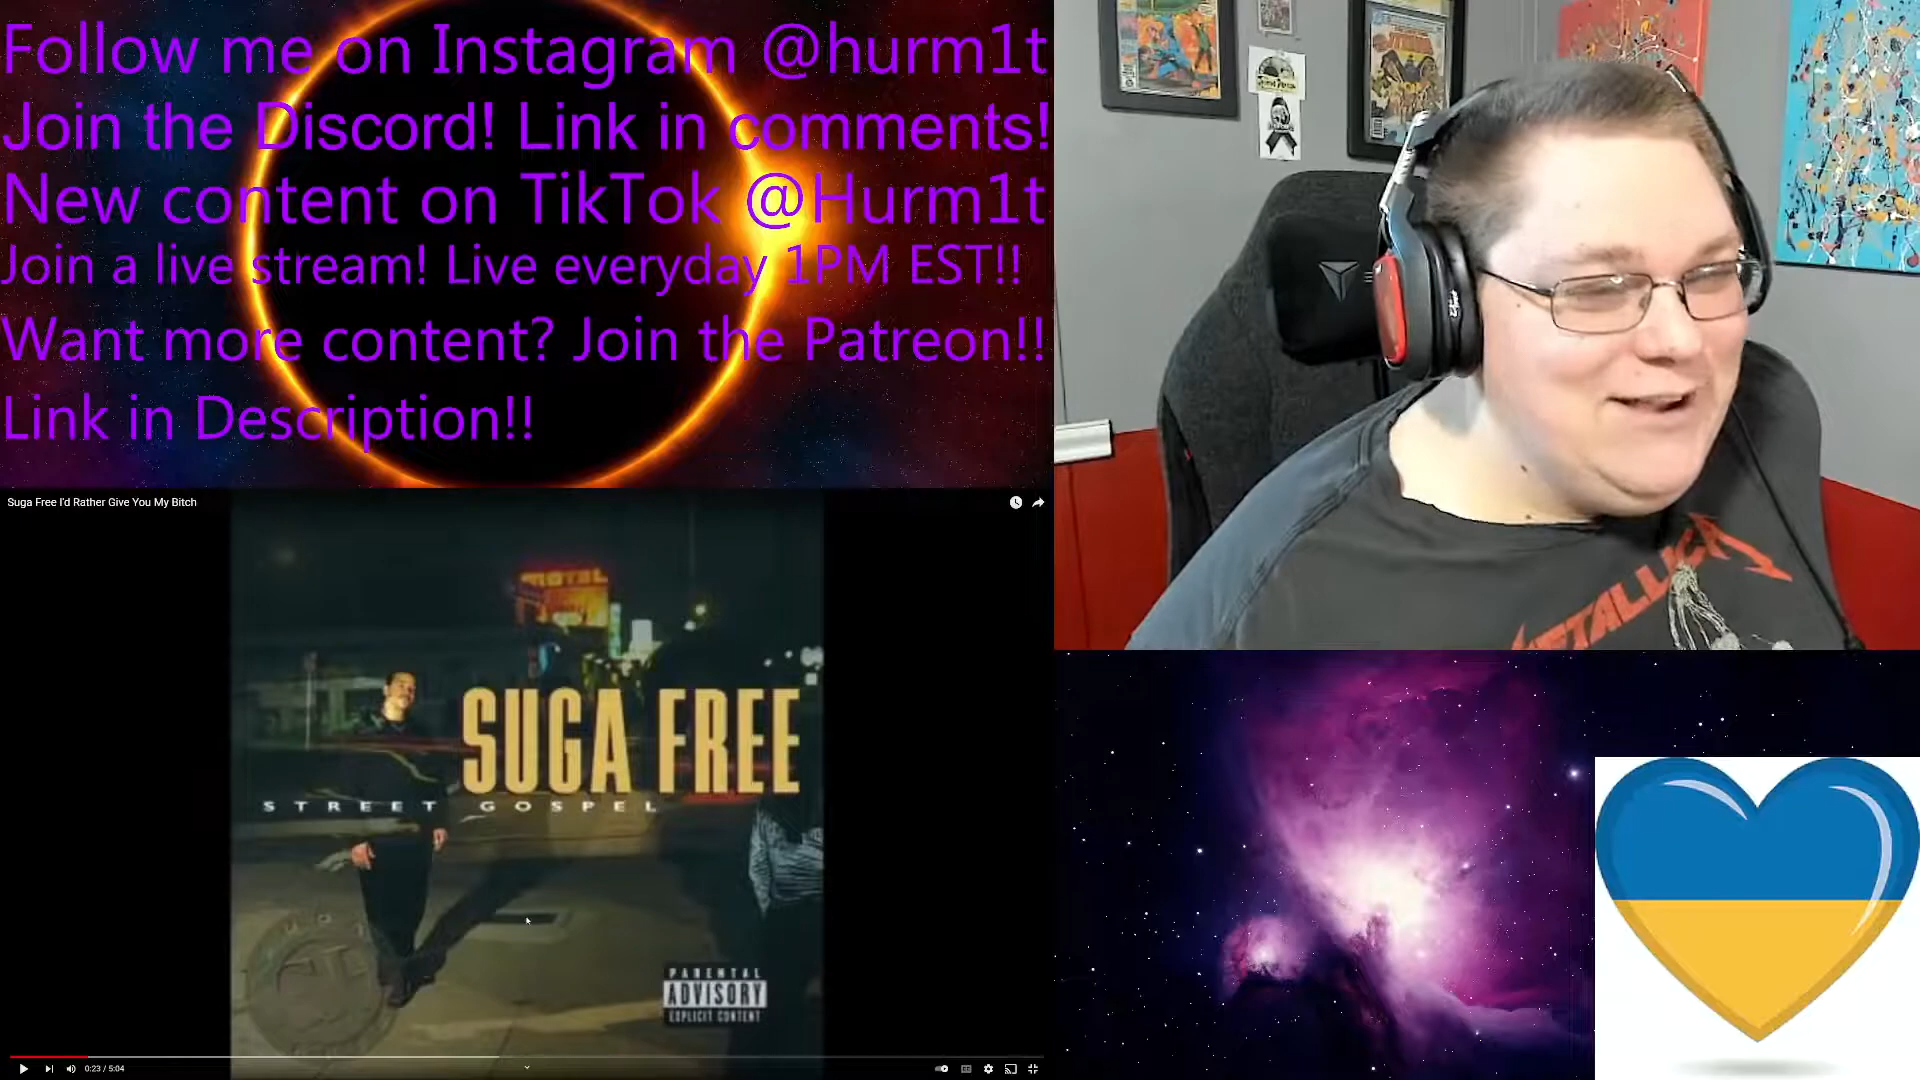 Follow me on Instagram @hurm1t
Join the Discord! Link in comments!
New content on TikTok @Hurm1t
Join a live stream! Live everyday 1PM EST!!
Want more content? Join the Patreon!!
Link in Description!!
Suga Free I'd Rather Give You My Bitch
MOTEL
SUGA FREE
STREET GOSPEL
PARENTAL
ADVISORY
EXPLICIT CONTENT
0:23 / 5:04
METALLICA